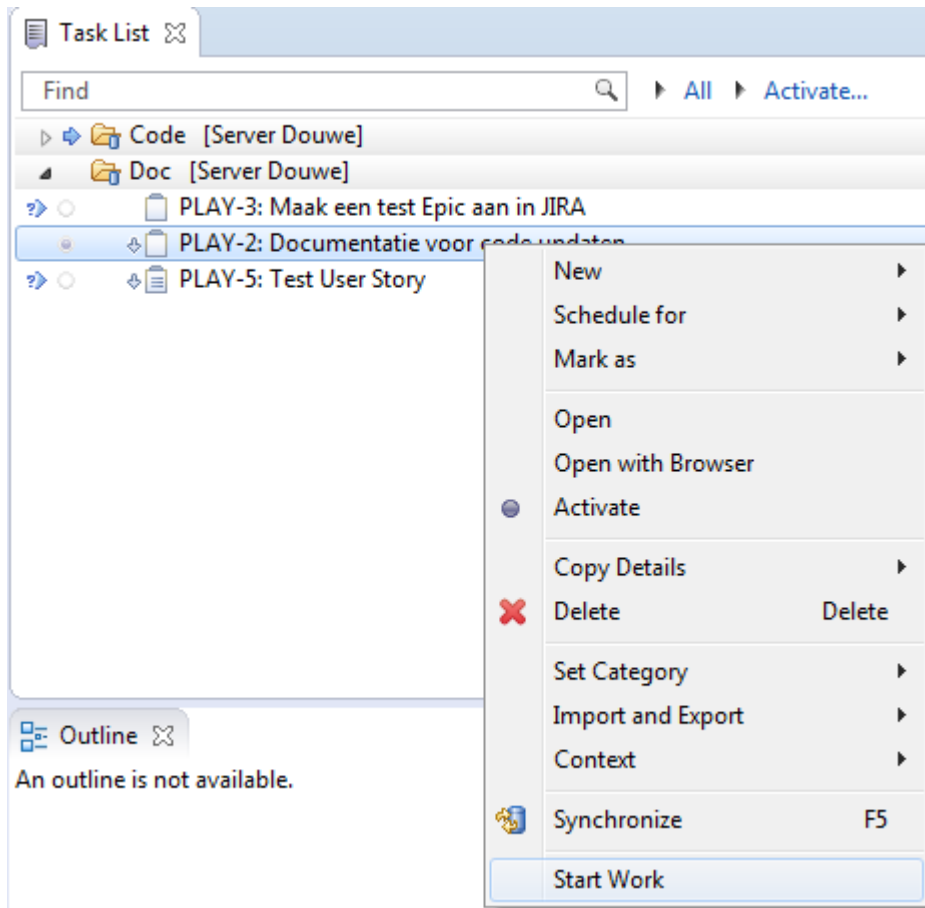 Task List
Find All Activate...
Code [Server Douwe]
Doc [Server Douwe]
PLAY-3: Maak een test Epic aan in JIRA
PLAY-2: Documentatie voor code updaten
PLAY-5: Test User Story
New
Schedule for
Mark as
Open
Open with Browser
Activate
Copy Details
Delete Delete
Set Category
Import and Export
Context
Synchronize F5
Start Work
Outline
An outline is not available.